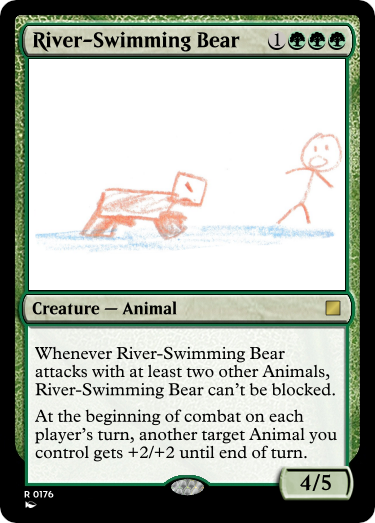 River-Swimming Bear 1
Creature — Animal
Whenever River-Swimming Bear
attacks with at least two other Animals,
River-Swimming Bear can't be blocked.
At the beginning of combat on each
player's turn, another target Animal you
control gets +2/+2 until end of turn.
4/5
R 0176